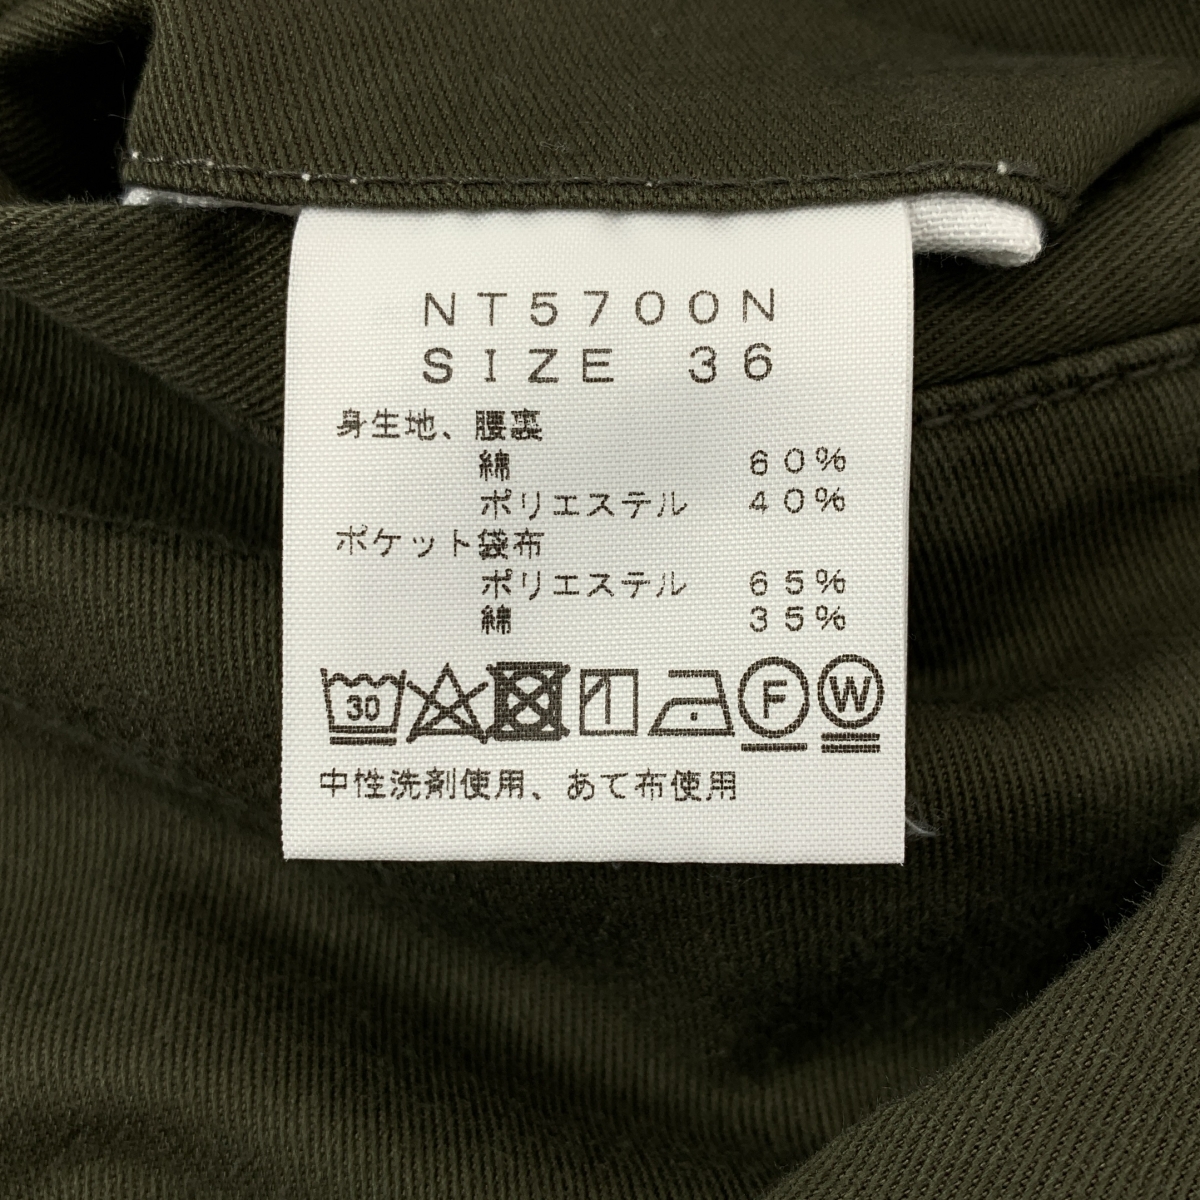 NT5700N
SIZE 36
身生地、腰裏
綿 60%
ポリエステル 40%
ポケット袋布
ポリエステル 65%
綿 35%
30 F W
中性洗剤使用、あて布使用